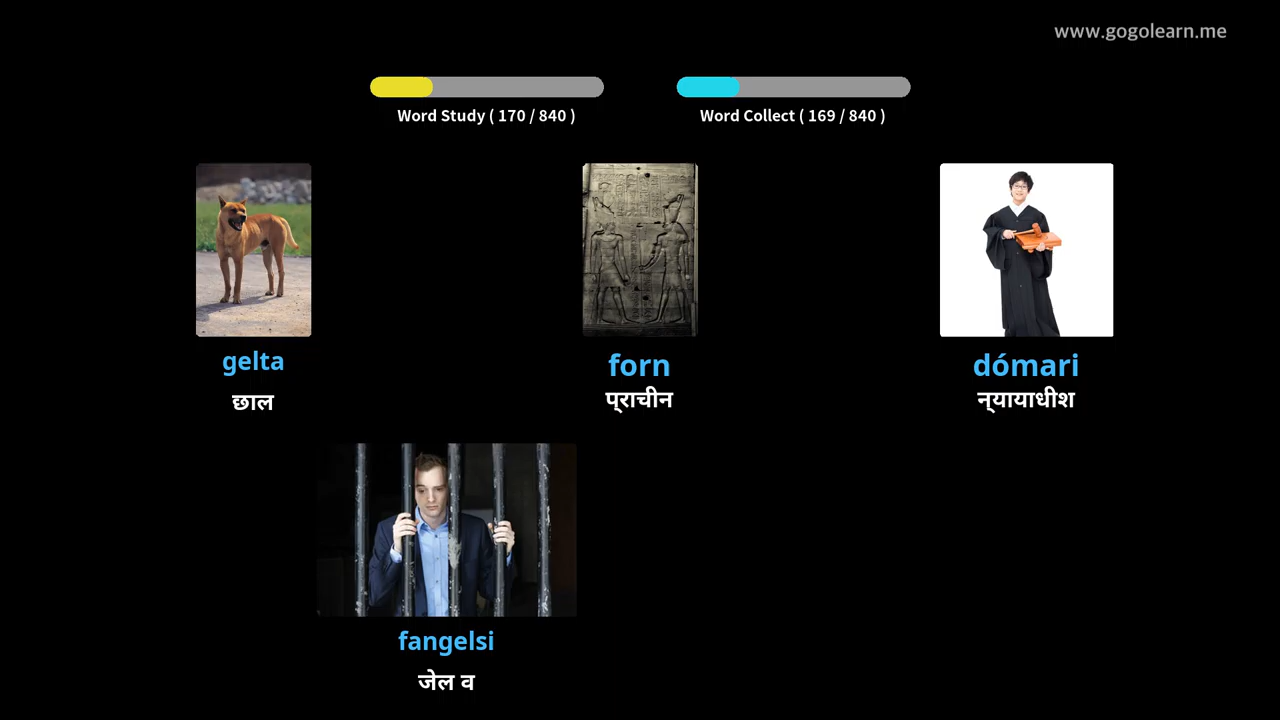 www.gogolearn.me
Word Study ( 170 / 840 )
Word Collect ( 169 / 840 )
gelta
छाल
forn
प्राचीन
dómari
न्यायाधीश
fangelsi
जेल व